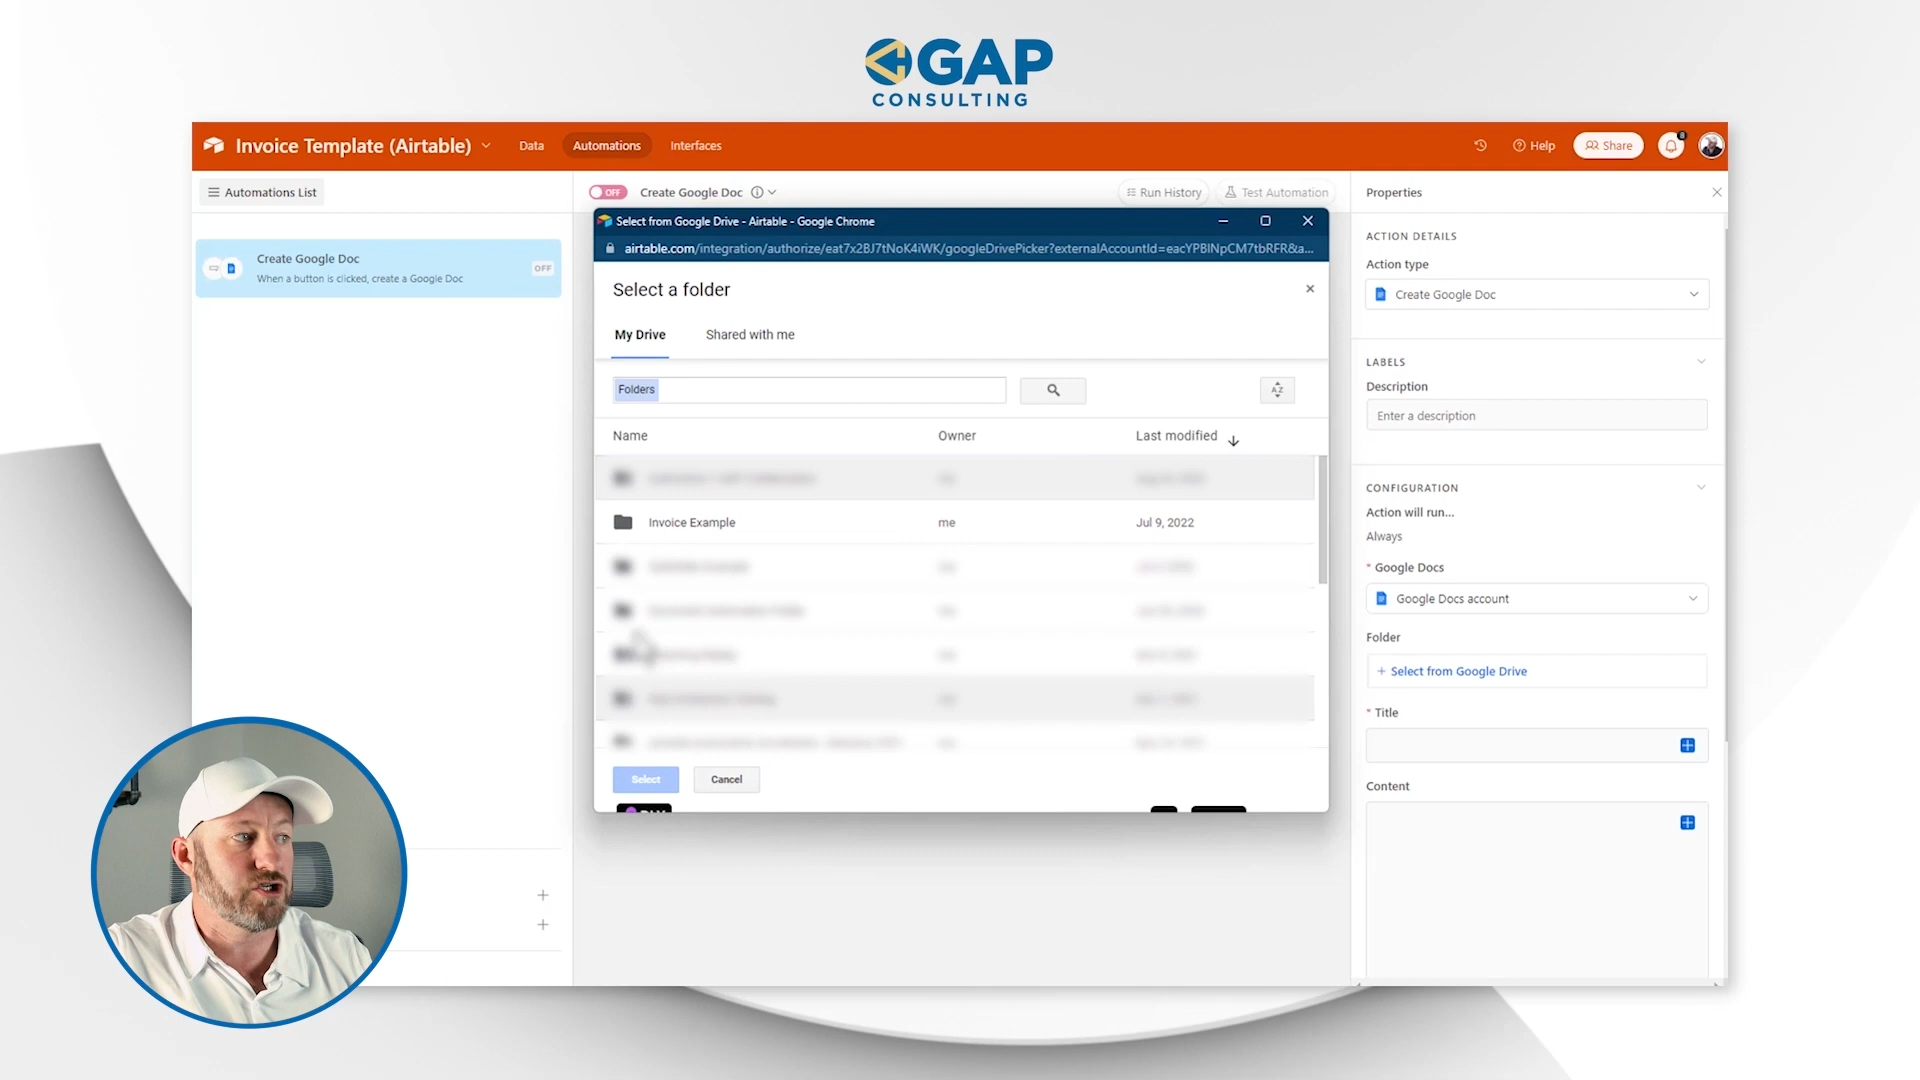 GAP
CONSULTING
Invoice Template (Airtable)
Data
Automations
Interfaces
Help
Share
8
Automations List
OFF
Create Google Doc
Run History
Test Automation
Properties
Create Google Doc
When a button is clicked, create a Google Doc
OFF
Select from Google Drive - Airtable - Google Chrome
airtable.com/integration/authorize/eat7x2BJ7tNoK4iWK/googleDrivePicker?externalAccountId=eacYPBlNpCM7tbRFR&a...
Select a folder
My Drive
Shared with me
Folders
AZ
Name
Owner
Last modified
Invoice Example
me
Jul 9, 2022
Select
Cancel
ACTION DETAILS
Action type
Create Google Doc
LABELS
Description
Enter a description
CONFIGURATION
Action will run...
Always
* Google Docs
Google Docs account
Folder
+ Select from Google Drive
* Title
Content